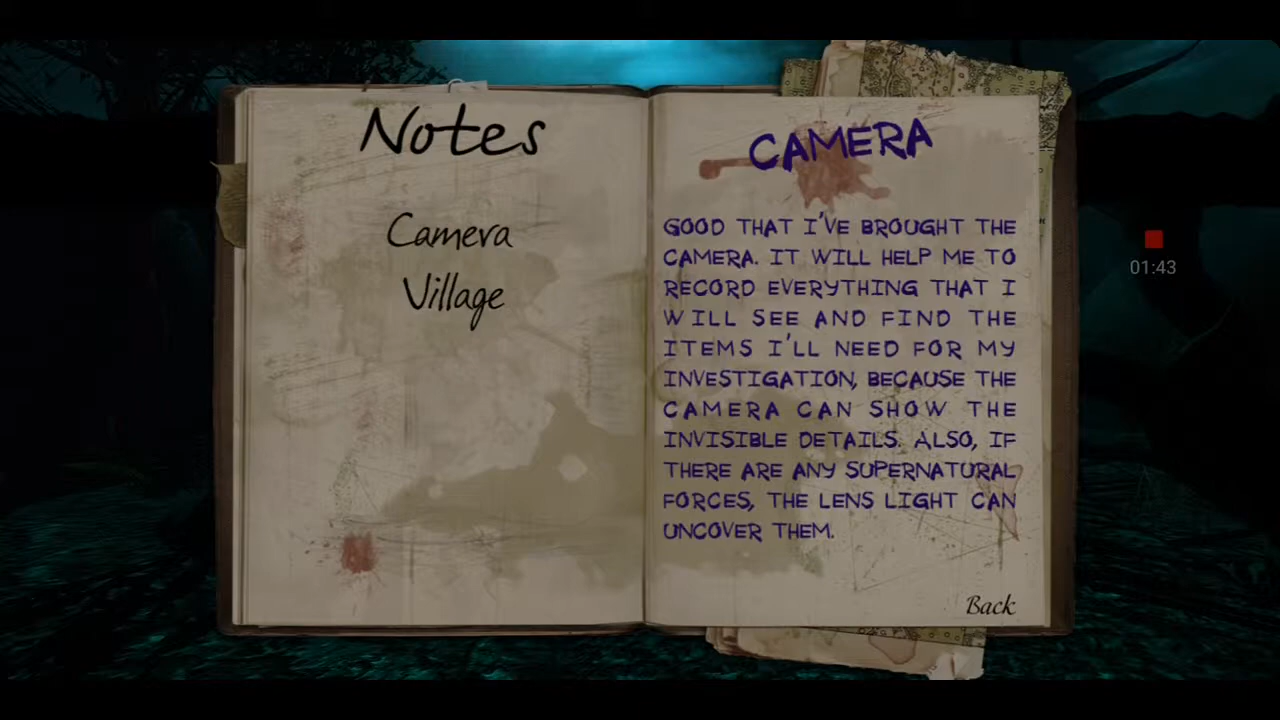 Notes
Camera
Village
CAMERA
GOOD THAT I'VE BROUGHT THE
CAMERA. IT WILL HELP ME TO
RECORD EVERYTHING THAT I
WILL SEE AND FIND THE
ITEMS I'LL NEED FOR MY
INVESTIGATION, BECAUSE THE
CAMERA CAN SHOW THE
INVISIBLE DETAILS. ALSO, IF
THERE ARE ANY SUPERNATURAL
FORCES, THE LENS LIGHT CAN
UNCOVER THEM.
Back
01:43